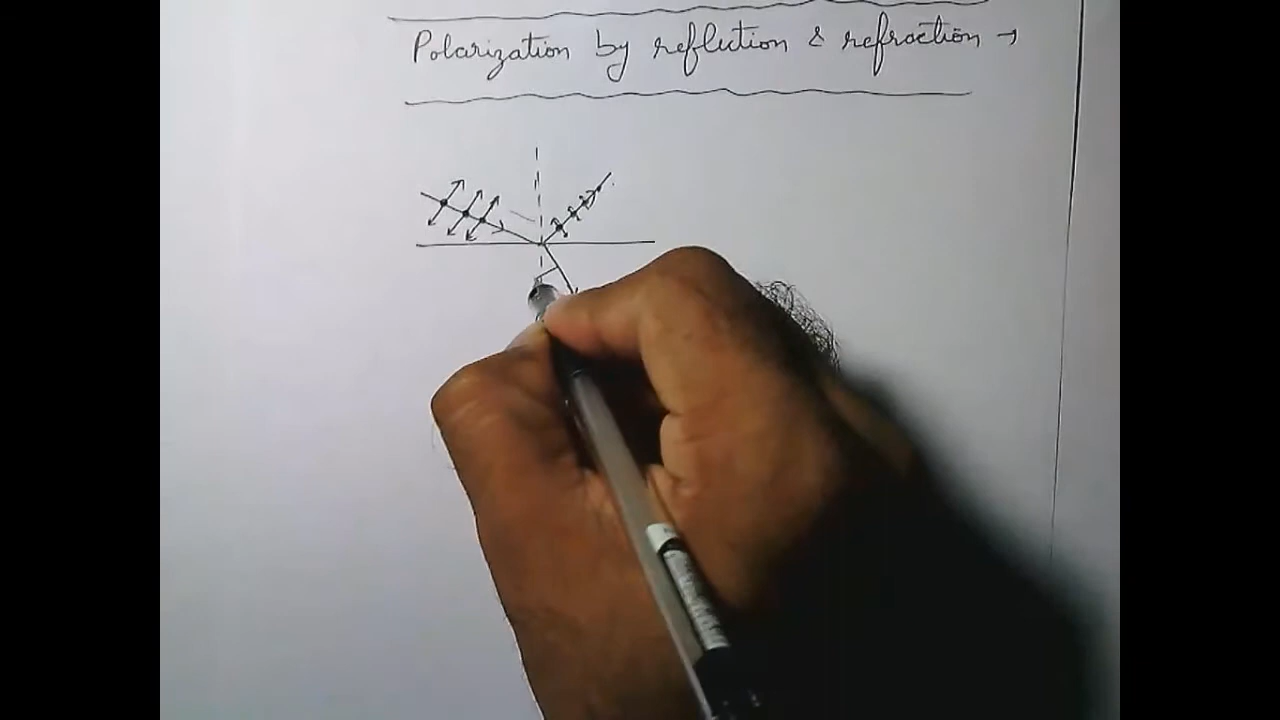 Polarization by reflection & refraction →